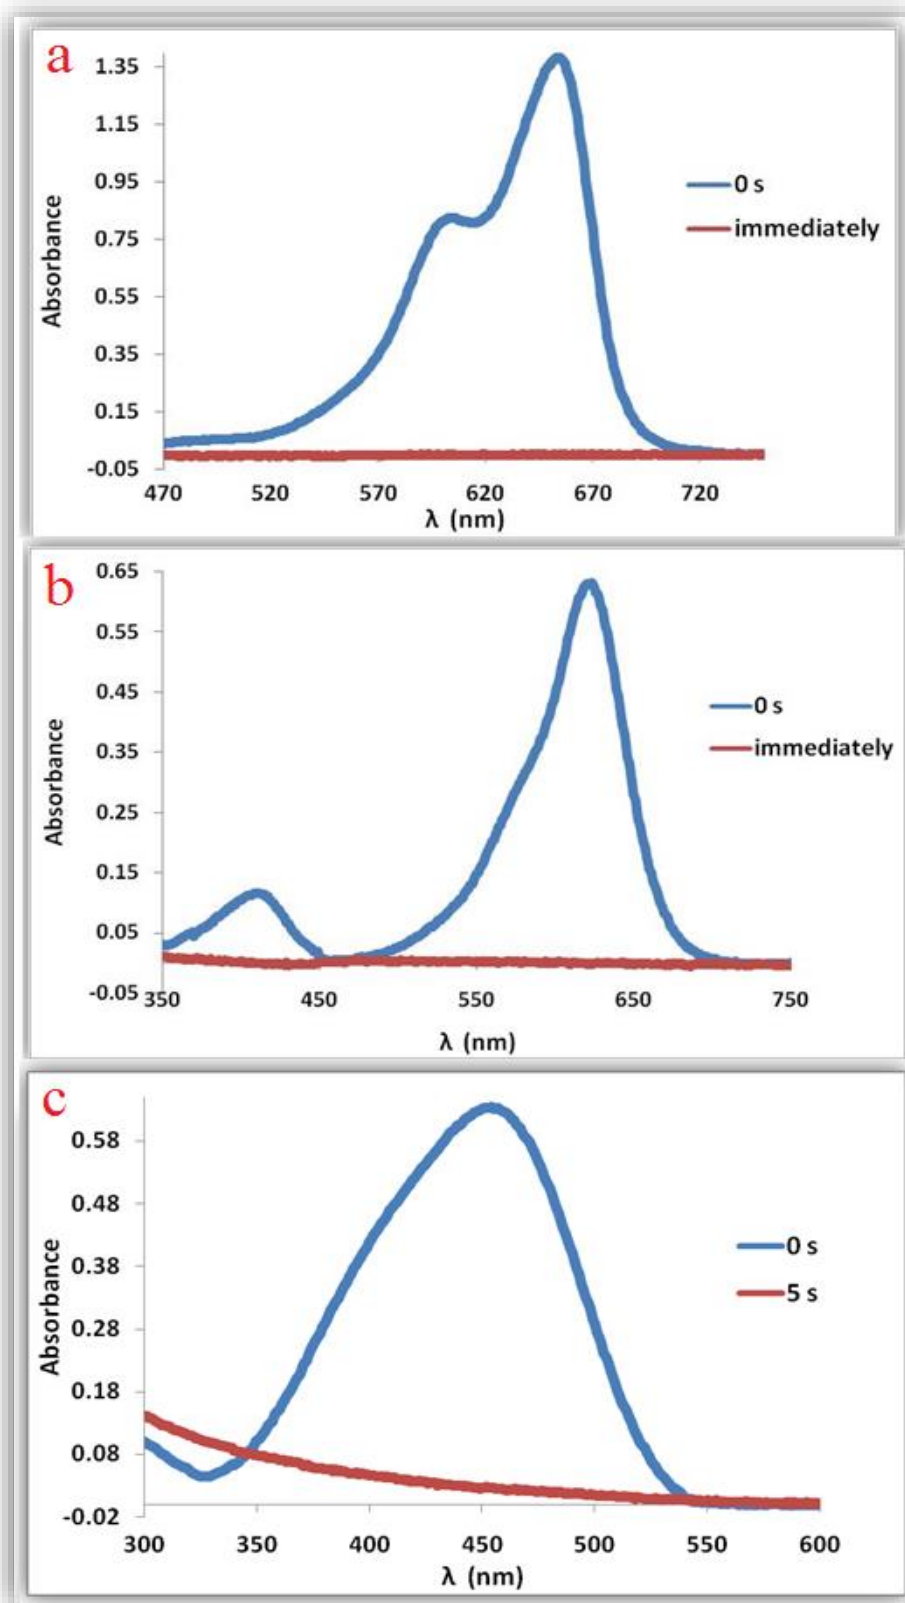 a
1.35
1.15
0.95
0.75
0.55
0.35
0.15
-0.05
Absorbance
0 s
immediately
470 520 570 620 670 720
λ (nm)
b
0.65
0.55
0.45
0.35
0.25
0.15
0.05
-0.05
Absorbance
0 s
immediately
350 450 550 650 750
λ (nm)
c
0.58
0.48
0.38
0.28
0.18
0.08
-0.02
Absorbance
0 s
5 s
300 350 400 450 500 550 600
λ (nm)